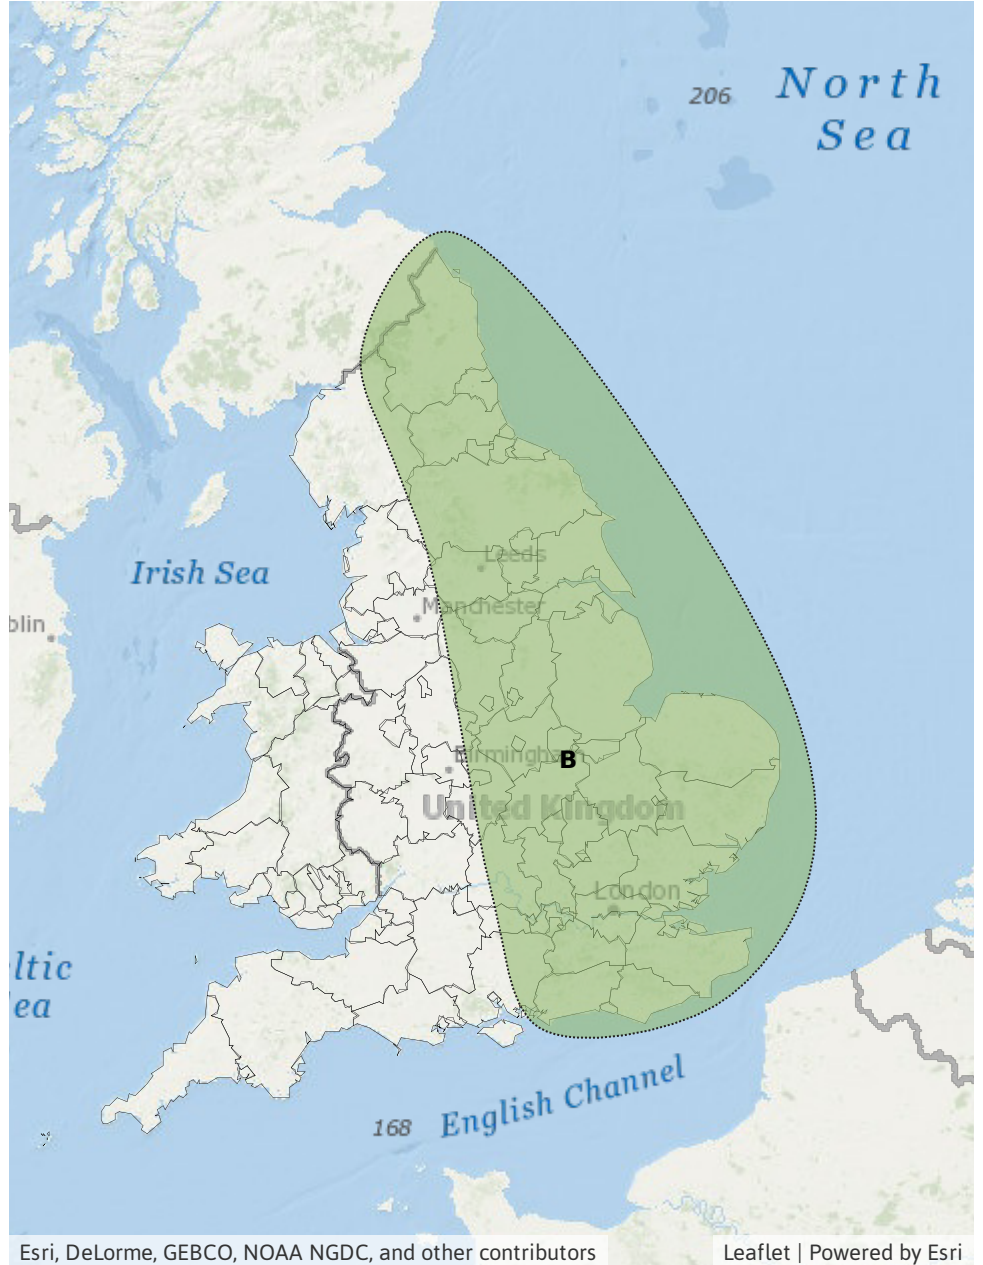 North
Sea
206
Leeds
Irish Sea
Manchester
blin
Birmingham
B
United Kingdom
London
ltic
ea
English Channel
168
Esri, DeLorme, GEBCO, NOAA NGDC, and other contributors
Leaflet | Powered by Esri